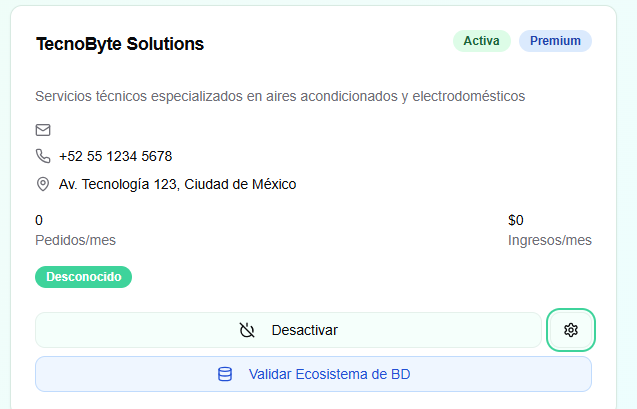 TecnoByte Solutions
Activa
Premium
Servicios técnicos especializados en aires acondicionados y electrodomésticos
+52 55 1234 5678
Av. Tecnología 123, Ciudad de México
0
$0
Pedidos/mes
Ingresos/mes
Desconocido
Desactivar
Validar Ecosistema de BD